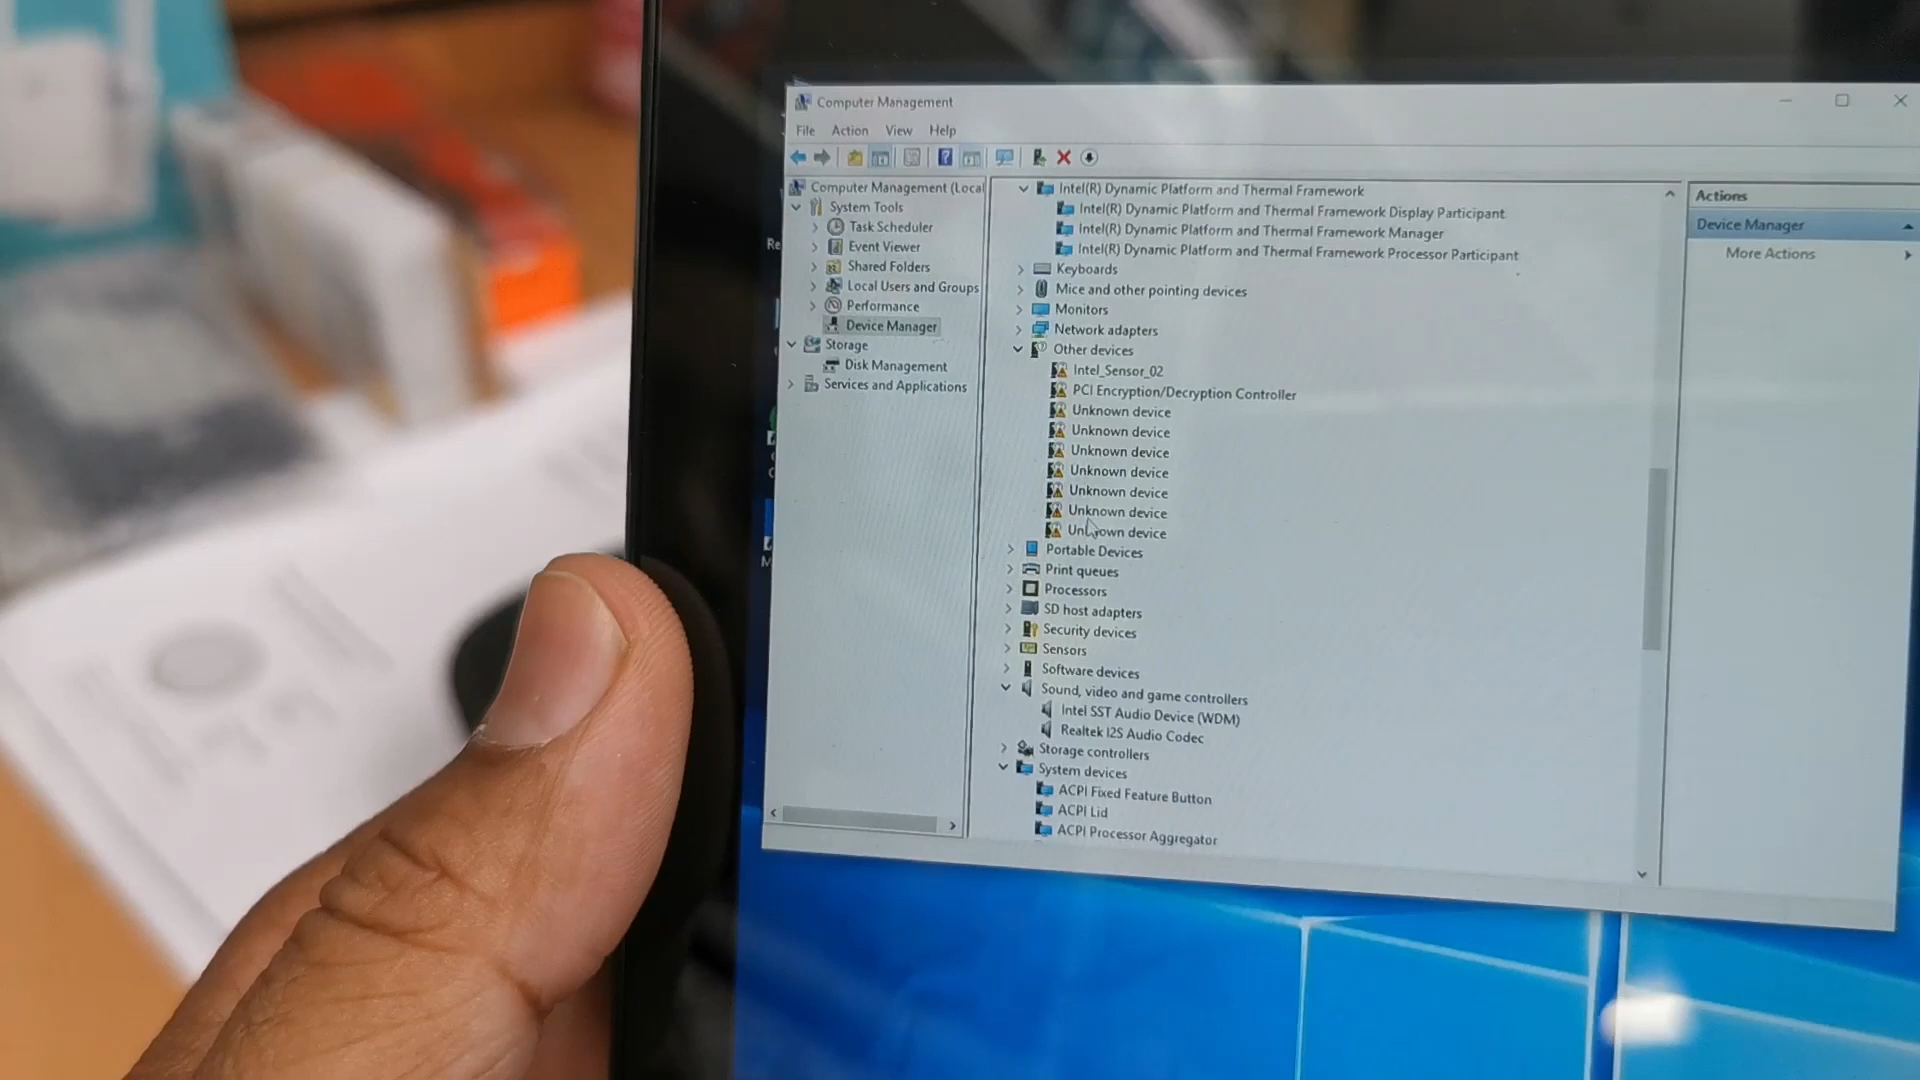 Computer Management
File Action View Help
Computer Management (Local
System Tools
Task Scheduler
Event Viewer
Shared Folders
Local Users and Groups
Performance
Device Manager
Storage
Disk Management
Services and Applications
Intel(R) Dynamic Platform and Thermal Framework
Intel(R) Dynamic Platform and Thermal Framework Display Participant
Intel(R) Dynamic Platform and Thermal Framework Manager
Intel(R) Dynamic Platform and Thermal Framework Processor Participant
Keyboards
Mice and other pointing devices
Monitors
Network adapters
Other devices
Intel_Sensor_02
PCI Encryption/Decryption Controller
Unknown device
Unknown device
Unknown device
Unknown device
Unknown device
Unknown device
Unknown device
Portable Devices
Print queues
Processors
SD host adapters
Security devices
Sensors
Software devices
Sound, video and game controllers
Intel SST Audio Device (WDM)
Realtek I2S Audio Codec
Storage controllers
System devices
ACPI Fixed Feature Button
ACPI Lid
ACPI Processor Aggregator
Actions
Device Manager
More Actions
Re